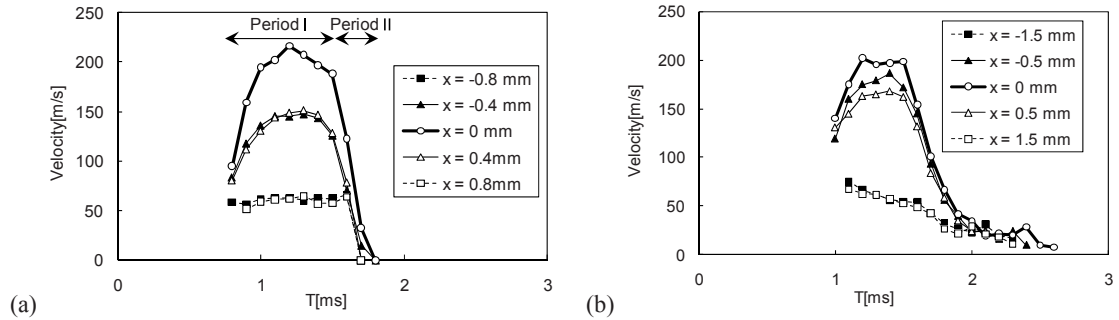 Period I Period II
250
200
150
100
50
0
Velocity[m/s]
x = -0.8 mm
x = -0.4 mm
x = 0 mm
x = 0.4mm
x = 0.8mm
0 1 2 3
T[ms]
(a)
250
200
150
100
50
0
Velocity[m/s]
x = -1.5 mm
x = -0.5 mm
x = 0 mm
x = 0.5 mm
x = 1.5 mm
0 1 2 3
T[ms]
(b)